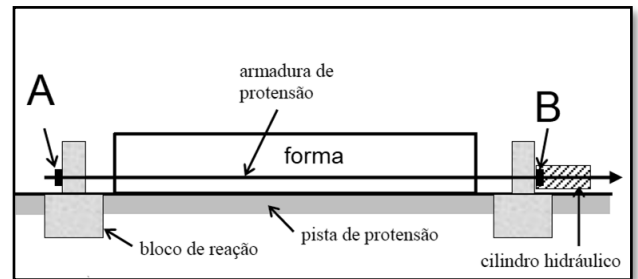 armadura de
protensão
A
B
forma
bloco de reação
pista de protensão
cilindro hidráulico